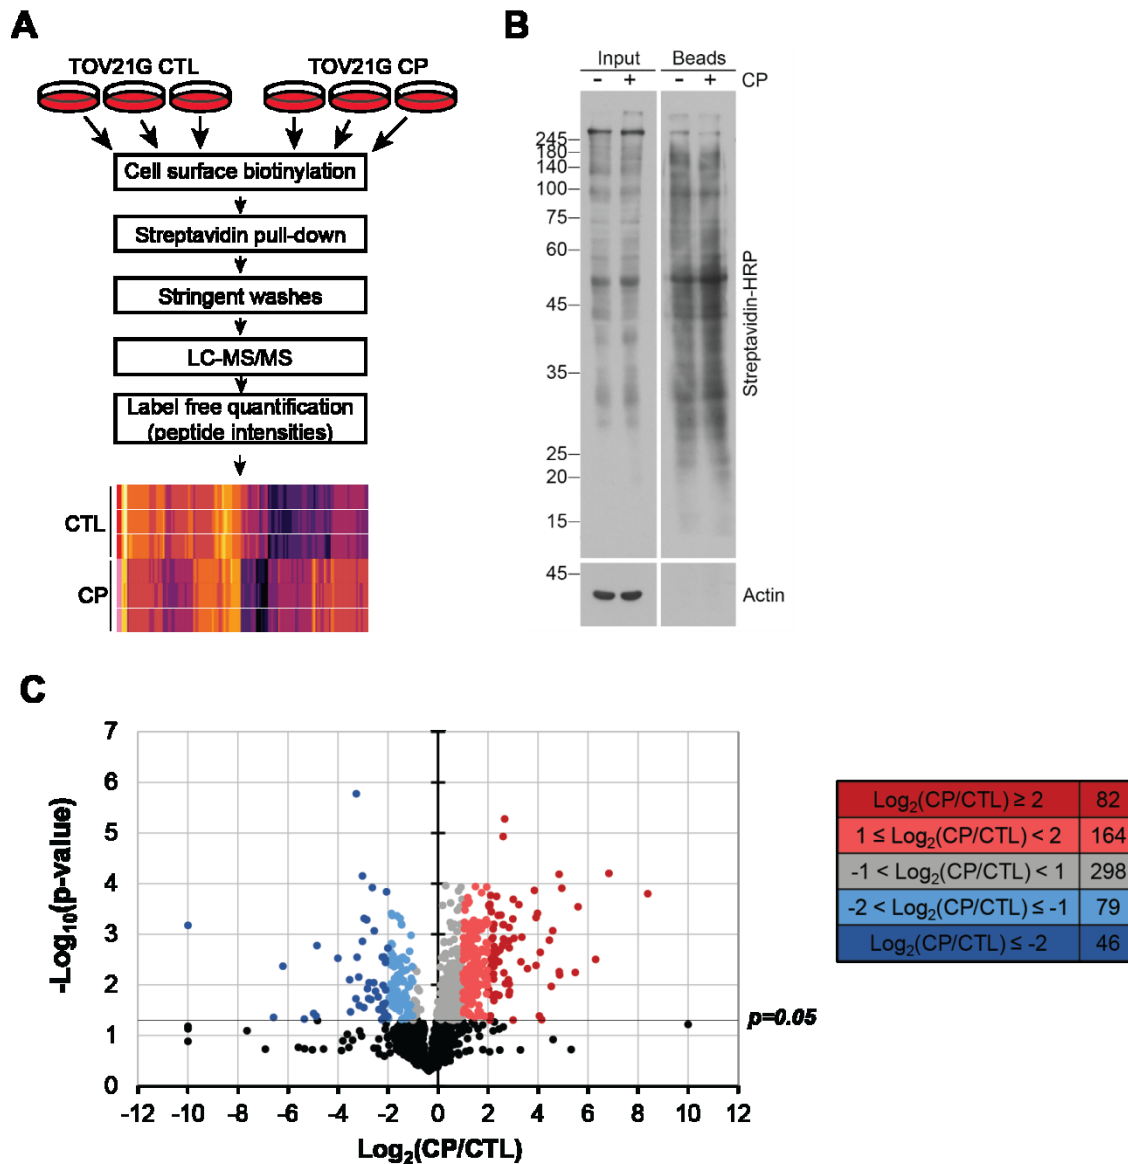 A
TOV21G CTL
TOV21G CP
Cell surface biotinylation
Streptavidin pull-down
Stringent washes
LC-MS/MS
Label free quantification
(peptide intensities)
CTL
CP
B
Input
Beads
-
+
-
+
CP
245
180
140
100
75
60
45
35
25
20
15
Streptavidin-HRP
45
Actin
C
-Log10(p-value)
7
6
5
4
3
2
1
0
p=0.05
-12
-10
-8
-6
-4
-2
0
2
4
6
8
10
12
Log2(CP/CTL)
Log2(CP/CTL) ≥ 2 82
1 ≤ Log2(CP/CTL) < 2 164
-1 < Log2(CP/CTL) < 1 298
-2 < Log2(CP/CTL) ≤ -1 79
Log2(CP/CTL) ≤ -2 46